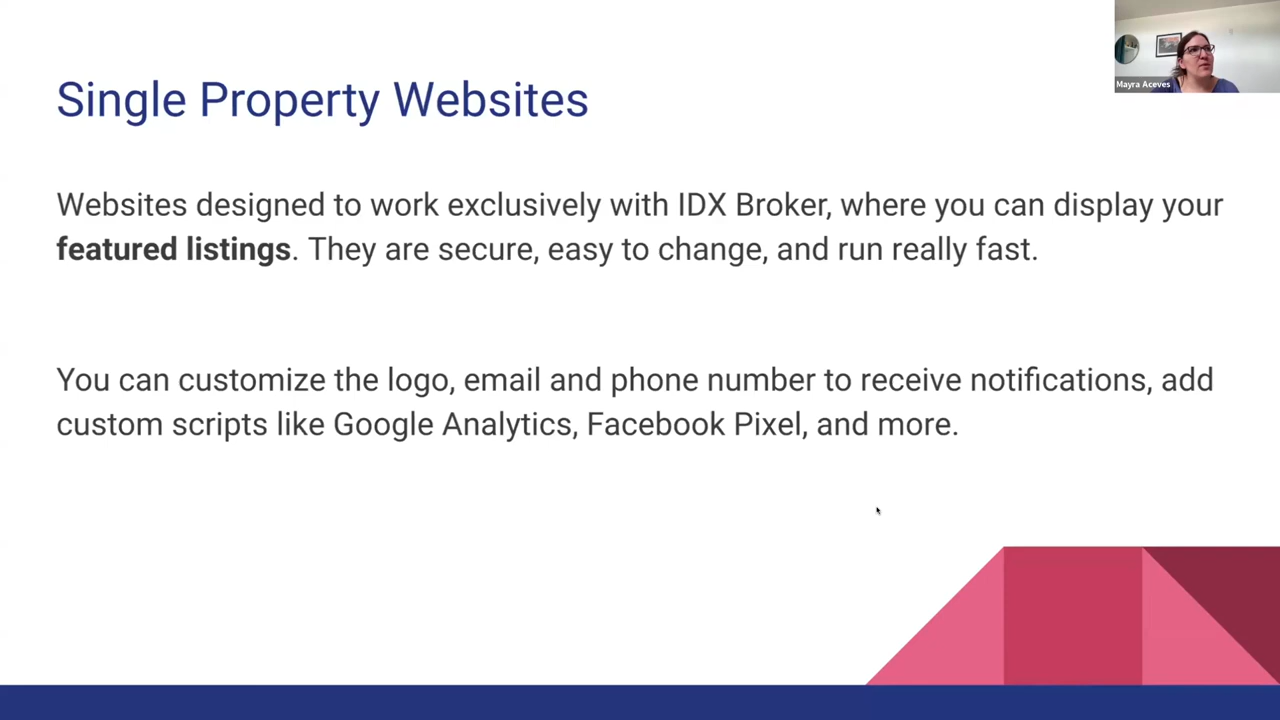 Single Property Websites
Mayra Aceves
Websites designed to work exclusively with IDX Broker, where you can display your
featured listings. They are secure, easy to change, and run really fast.
You can customize the logo, email and phone number to receive notifications, add
custom scripts like Google Analytics, Facebook Pixel, and more.